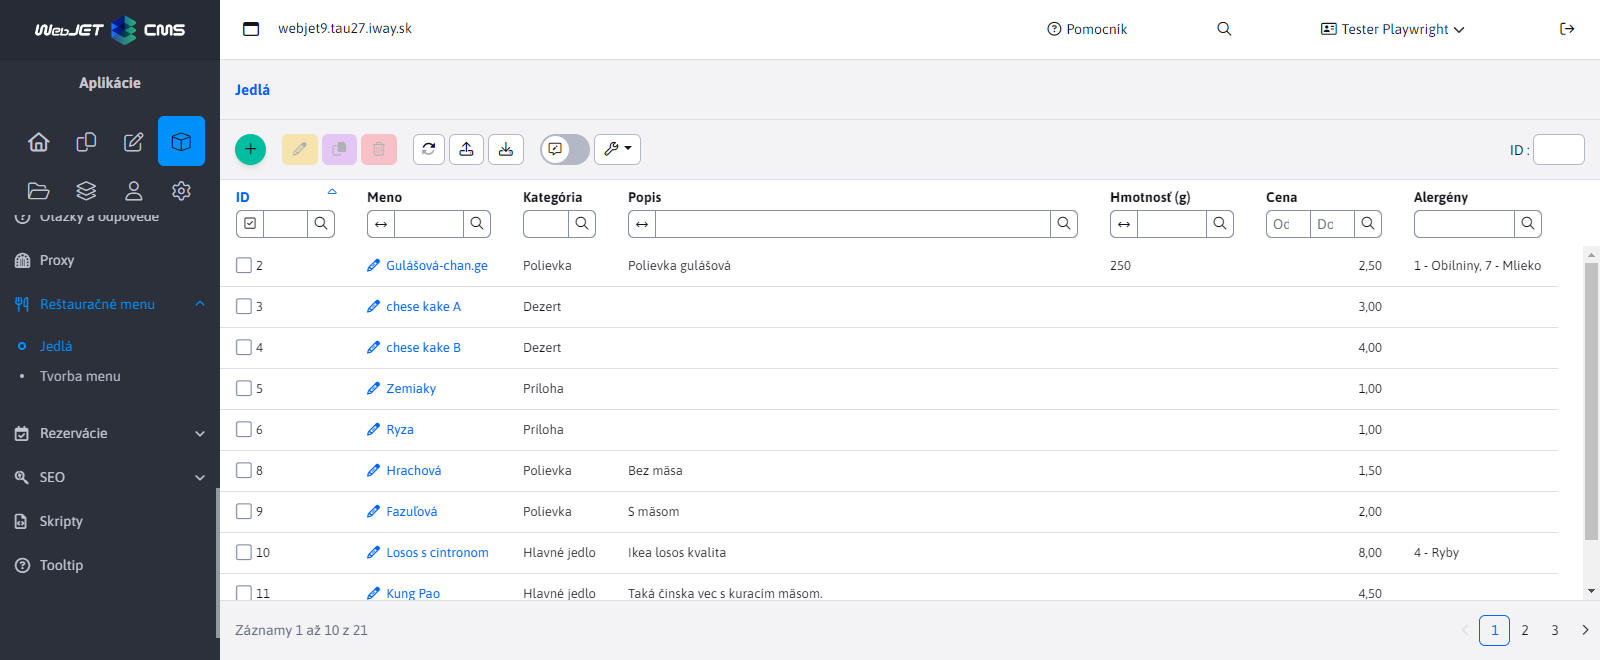 WebJET CMS
webjet9.tau27.iway.sk
Pomocník
Tester Playwright
Aplikácie
Otázky a odpovede
Proxy
Reštauračné menu
Jedlá
Tvorba menu
Rezervácie
SEO
Skripty
Tooltip
Jedlá
ID :
ID Meno Kategória Popis Hmotnosť (g) Cena Alergény
Od Do
2 Gulášová-chan.ge Polievka Polievka gulášová 250 2,50 1 - Obilniny, 7 - Mlieko
3 chese kake A Dezert 3,00
4 chese kake B Dezert 4,00
5 Zemiaky Príloha 1,00
6 Ryza Príloha 1,00
8 Hrachová Polievka Bez mäsa 1,50
9 Fazuľová Polievka S mäsom 2,00
10 Losos s cintronom Hlavné jedlo Ikea losos kvalita 8,00 4 - Ryby
11 Kung Pao Hlavné jedlo Taká činska vec s kuracím mäsom. 4,50
Záznamy 1 až 10 z 21
1 2 3